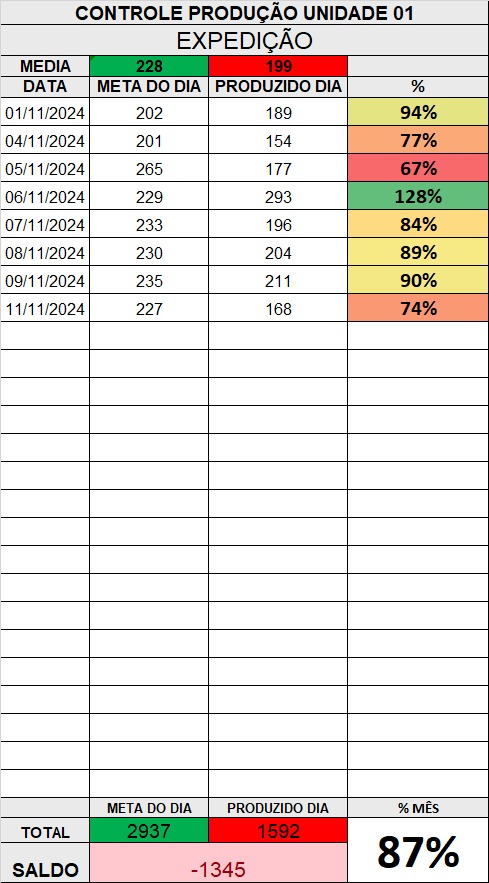 CONTROLE PRODUÇÃO UNIDADE 01
EXPEDIÇÃO
MEDIA 228 199
DATA META DO DIA PRODUZIDO DIA %
01/11/2024 202 189 94%
04/11/2024 201 154 77%
05/11/2024 265 177 67%
06/11/2024 229 293 128%
07/11/2024 233 196 84%
08/11/2024 230 204 89%
09/11/2024 235 211 90%
11/11/2024 227 168 74%
META DO DIA PRODUZIDO DIA % MÊS
TOTAL 2937 1592 87%
SALDO -1345